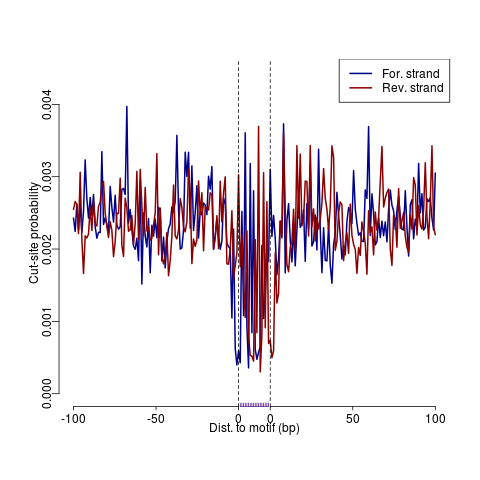 For. strand
Rev. strand
Cut-site probability
0.004
0.003
0.002
0.001
0.000
-100 -50 0 0 50 100
Dist. to motif (bp)